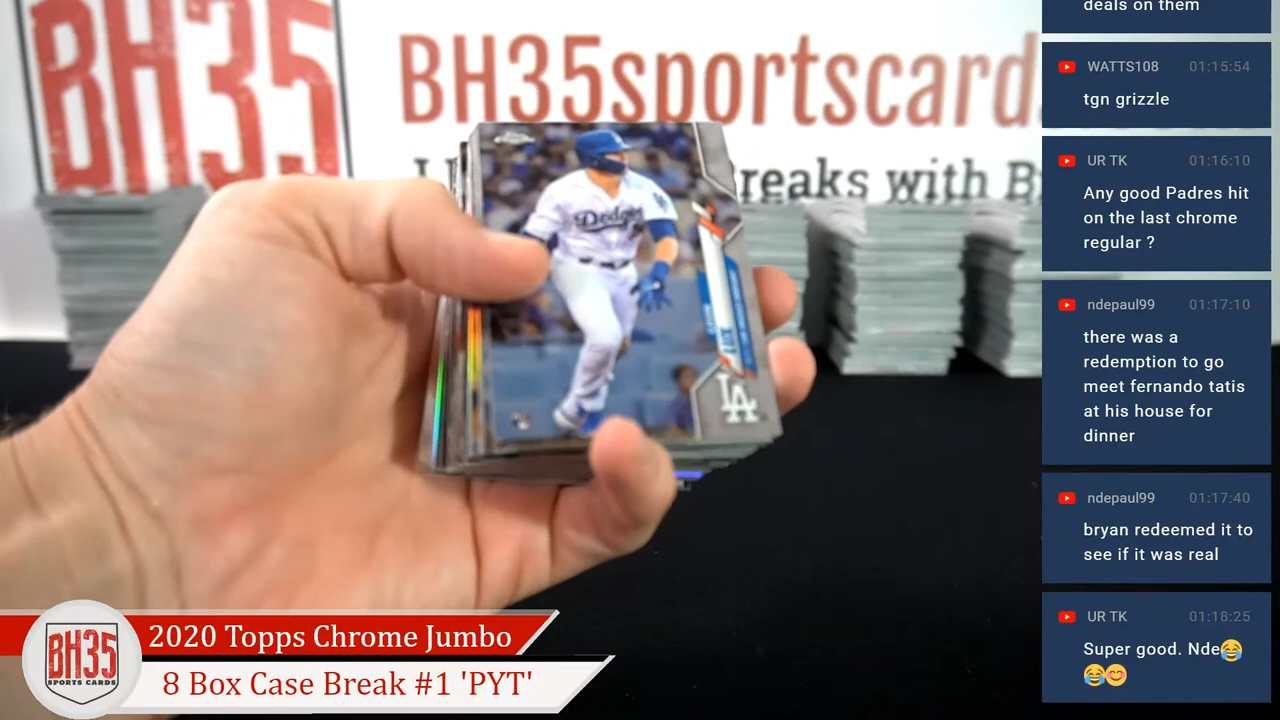 BH35
BH35sportscard
reaks with B
Dodge
LUX
LA
deals on them
WATTS108 01:15:54
tgn grizzle
UR TK 01:16:10
Any good Padres hit
on the last chrome
regular ?
ndepaul99 01:17:10
there was a
redemption to go
meet fernando tatis
at his house for
dinner
ndepaul99 01:17:40
bryan redeemed it to
see if it was real
UR TK 01:18:25
Super good. Nde😂
😂😊
BH35
SPORTS CARDS
2020 Topps Chrome Jumbo
8 Box Case Break #1 'PYT'